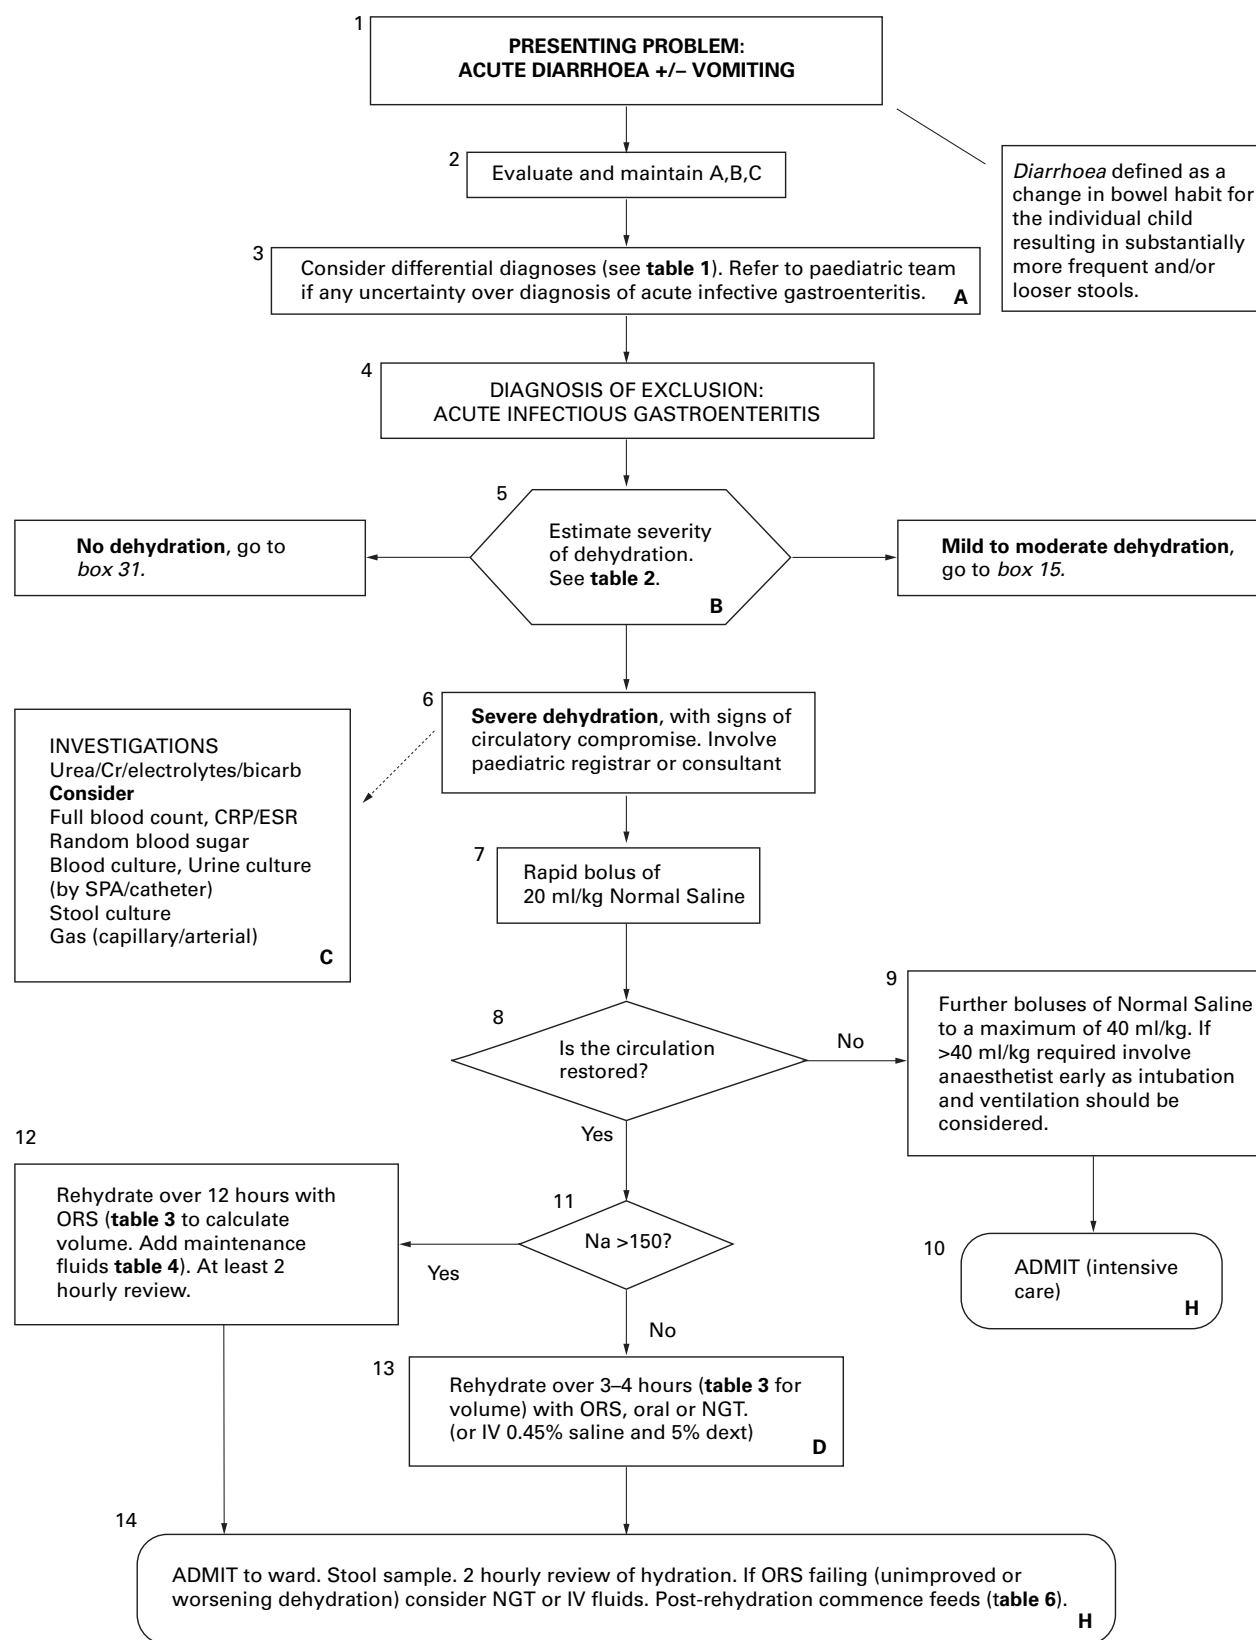 1
PRESENTING PROBLEM:
ACUTE DIARRHOEA +/– VOMITING
2
Evaluate and maintain A,B,C
Diarrhoea defined as a
change in bowel habit for
the individual child
resulting in substantially
more frequent and/or
looser stools.
3
Consider differential diagnoses (see table 1). Refer to paediatric team
if any uncertainty over diagnosis of acute infective gastroenteritis.
A
4
DIAGNOSIS OF EXCLUSION:
ACUTE INFECTIOUS GASTROENTERITIS
5
Estimate severity
of dehydration.
See table 2.
B
No dehydration, go to
box 31.
Mild to moderate dehydration,
go to box 15.
6
Severe dehydration, with signs of
circulatory compromise. Involve
paediatric registrar or consultant
INVESTIGATIONS
Urea/Cr/electrolytes/bicarb
Consider
Full blood count, CRP/ESR
Random blood sugar
Blood culture, Urine culture
(by SPA/catheter)
Stool culture
Gas (capillary/arterial)
C
7
Rapid bolus of
20 ml/kg Normal Saline
8
Is the circulation
restored?
No
Yes
9
Further boluses of Normal Saline
to a maximum of 40 ml/kg. If
>40 ml/kg required involve
anaesthetist early as intubation
and ventilation should be
considered.
10
ADMIT (intensive
care)
H
11
Na >150?
Yes
No
12
Rehydrate over 12 hours with
ORS (table 3 to calculate
volume. Add maintenance
fluids table 4). At least 2
hourly review.
13
Rehydrate over 3–4 hours (table 3 for
volume) with ORS, oral or NGT.
(or IV 0.45% saline and 5% dext)
D
14
ADMIT to ward. Stool sample. 2 hourly review of hydration. If ORS failing (unimproved or
worsening dehydration) consider NGT or IV fluids. Post-rehydration commence feeds (table 6).
H